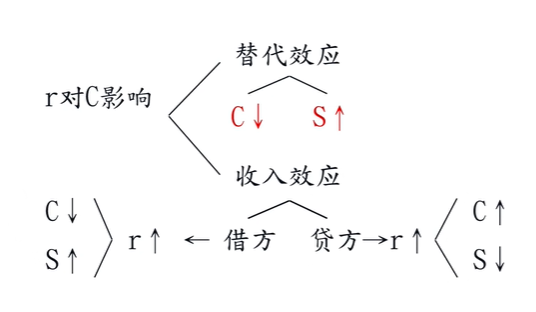 替代效应
r对C影响
C↓ S↑
收入效应
C↓ C↑
r↑ ← 借方 贷方→r↑
S↑ S↓